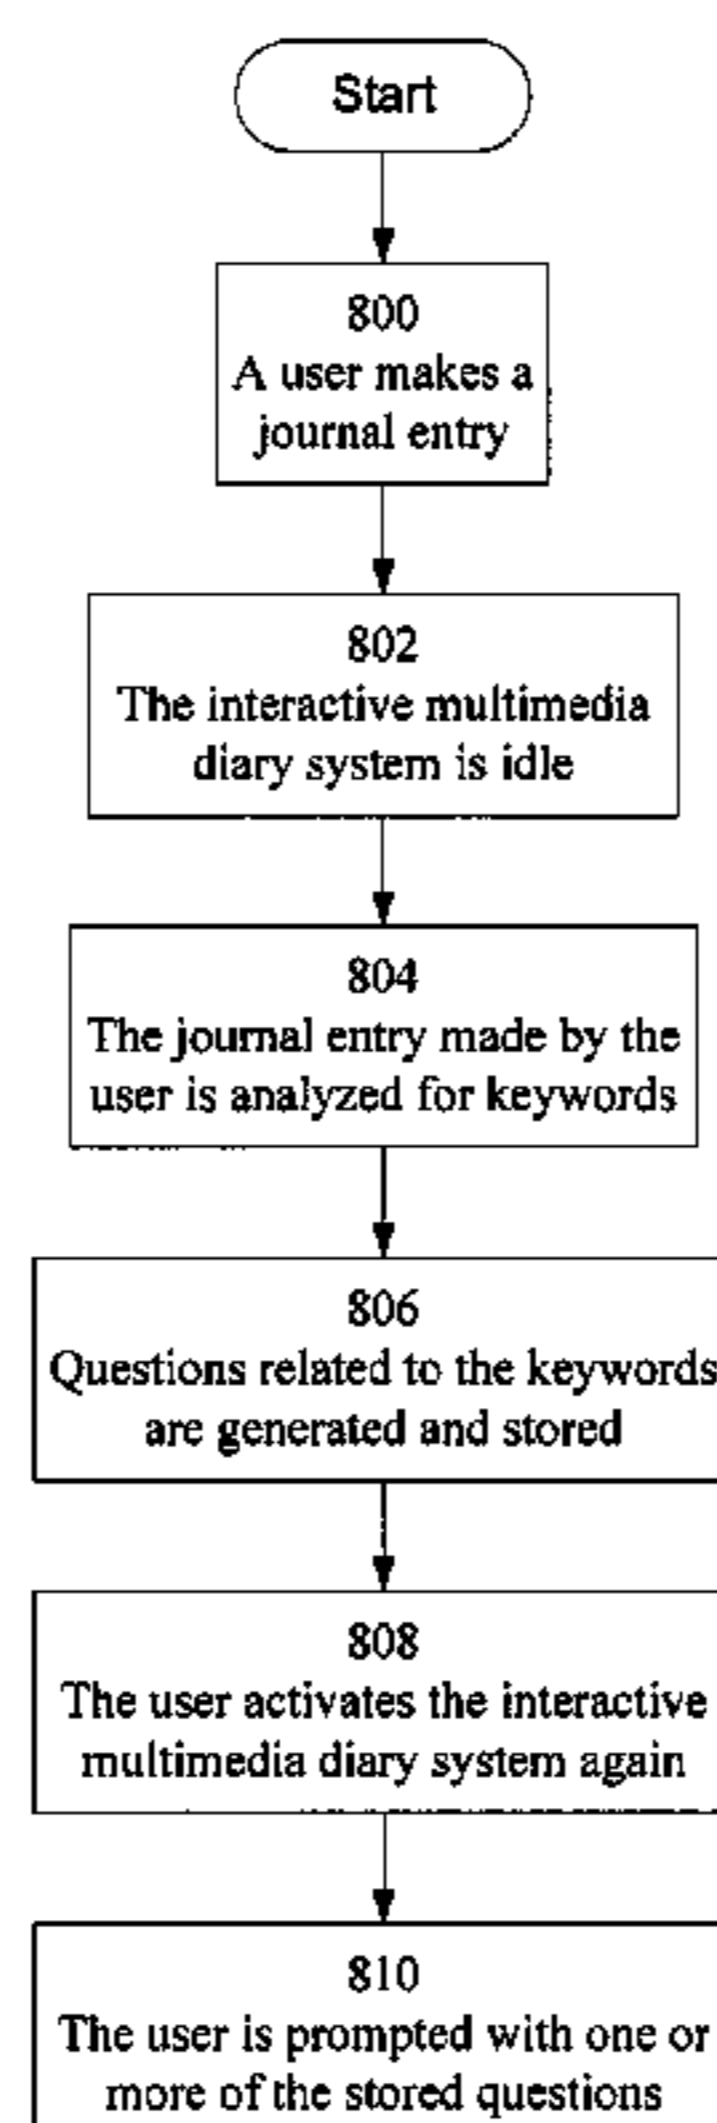 Start
800
A user makes a
journal entry
802
The interactive multimedia
diary system is idle
804
The journal entry made by the
user is analyzed for keywords
806
Questions related to the keywords
are generated and stored
808
The user activates the interactive
multimedia diary system again
810
The user is prompted with one or
more of the stored questions